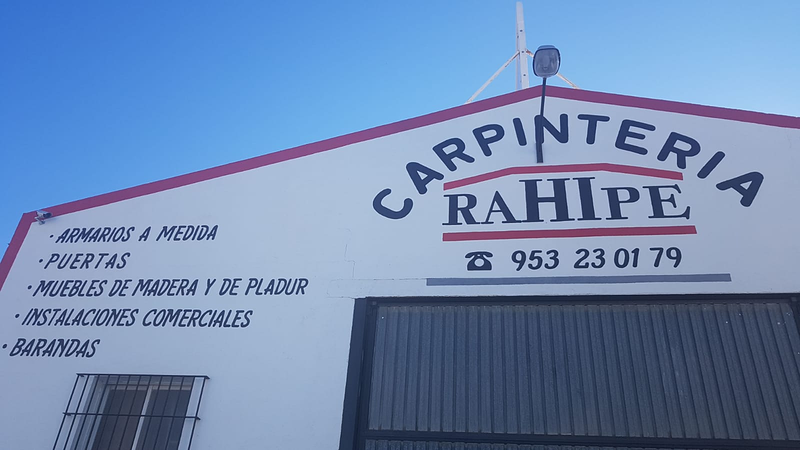 CARPINTERIA
RAHIPE
953 23 01 79
· ARMARIOS A MEDIDA
· PUERTAS
· MUEBLES DE MADERA Y DE PLADUR
· INSTALACIONES COMERCIALES
· BARANDAS